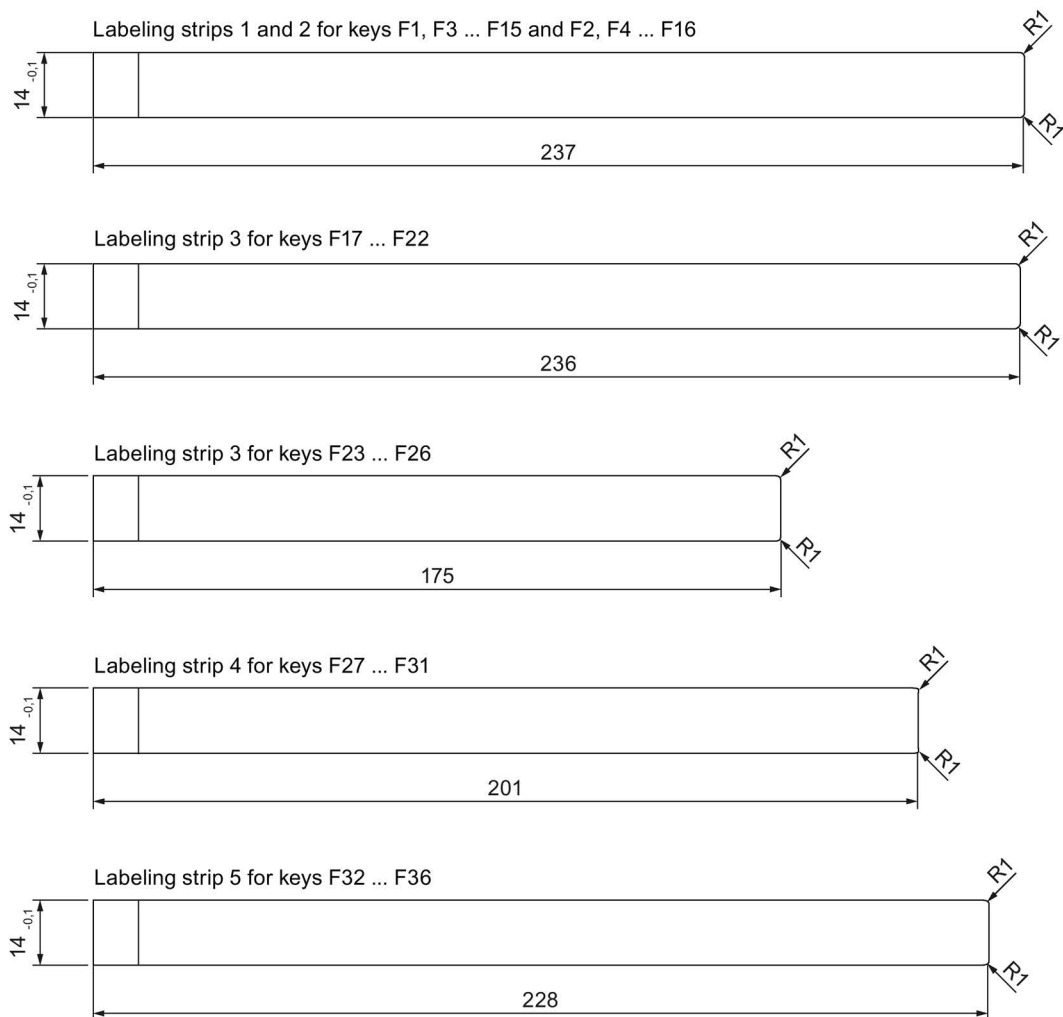 Labeling strips 1 and 2 for keys F1, F3 ... F15 and F2, F4 ... F16
R1
14 -0,1
R1
237
Labeling strip 3 for keys F17 ... F22
R1
14 -0,1
R1
236
Labeling strip 3 for keys F23 ... F26
R1
14 -0,1
R1
175
Labeling strip 4 for keys F27 ... F31
R1
14 -0,1
R1
201
Labeling strip 5 for keys F32 ... F36
R1
14 -0,1
R1
228